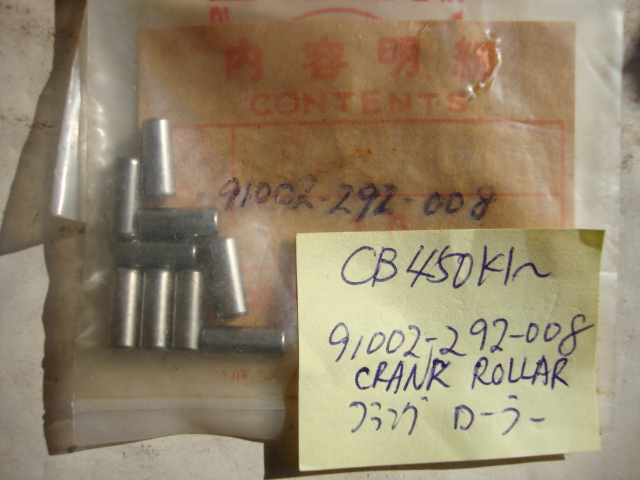 内容明細
CONTENTS
91002-292-008
CB450K1~
91002-292-008
CRANK ROLLAR
クランク ローラー